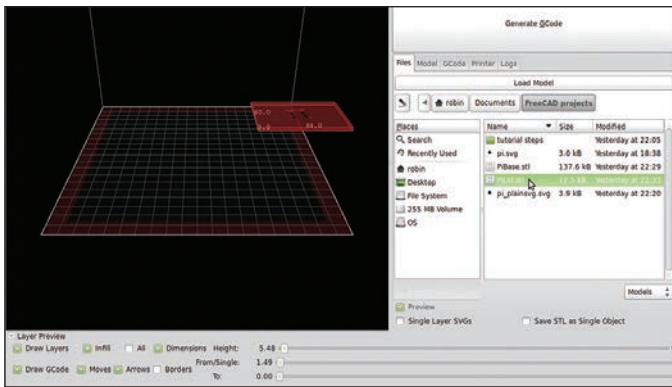 Generate GCode
Files Model GCode Printer Logs
Load Model
robin Documents FreeCAD projects
Places
Search
Recently Used
robin
Desktop
File System
255 MB Volume
OS
Name Size Modified
tutorial steps Yesterday at 22:05
pi.svg 3.0 kB Yesterday at 18:38
PiBase.stl 137.6 kB Yesterday at 22:29
Yesterday at
pi_plainsvg.svg 3.9 kB Yesterday at 22:20
Models
Preview
Single Layer SVGs Save STL as Single Object
Layer Preview
Draw Layers Infill All Dimensions Height: 5.48
From/Single: 1.49
Draw GCode Moves Arrows Borders
To: 0.00